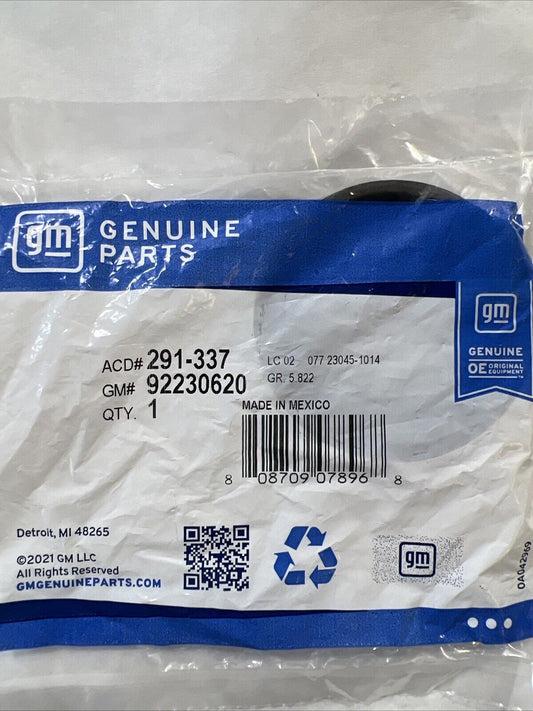 gm GENUINE
PARTS
gm
GENUINE
OE ORIGINAL
EQUIPMENT™
ACD# 291-337
GM# 92230620
QTY. 1
LC 02 077 23045-1014
GR. 5.822
MADE IN MEXICO
8 08709 07896 8
Detroit, MI 48265
©2021 GM LLC
All Rights Reserved
GMGENUINEPARTS.COM
gm
OA042969